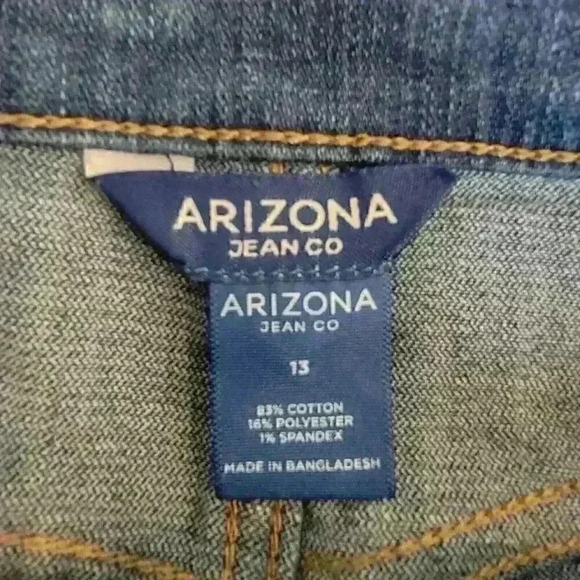 ARIZONA
JEAN CO
ARIZONA
JEAN CO
13
83% COTTON
16% POLYESTER
1% SPANDEX
MADE IN BANGLADESH